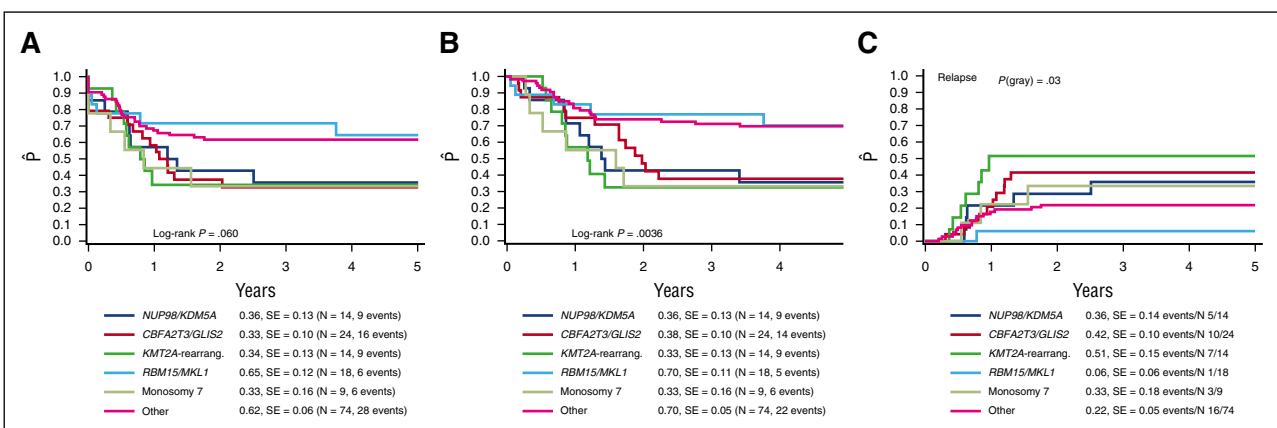 A
P̂
1.0
0.9
0.8
0.7
0.6
0.5
0.4
0.3
0.2
0.1
0.0
Log-rank P = .060
0 1 2 3 4 5
Years
NUP98/KDM5A 0.36, SE = 0.13 (N = 14, 9 events)
CBFA2T3/GLIS2 0.33, SE = 0.10 (N = 24, 16 events)
KMT2A-rearrang. 0.34, SE = 0.13 (N = 14, 9 events)
RBM15/MKL1 0.65, SE = 0.12 (N = 18, 6 events)
Monosomy 7 0.33, SE = 0.16 (N = 9, 6 events)
Other 0.62, SE = 0.06 (N = 74, 28 events)
B
P̂
1.0
0.9
0.8
0.7
0.6
0.5
0.4
0.3
0.2
0.1
0.0
Log-rank P = .0036
0 1 2 3 4
Years
NUP98/KDM5A 0.36, SE = 0.13 (N = 14, 9 events)
CBFA2T3/GLIS2 0.38, SE = 0.10 (N = 24, 14 events)
KMT2A-rearrang. 0.33, SE = 0.13 (N = 14, 9 events)
RBM15/MKL1 0.70, SE = 0.11 (N = 18, 5 events)
Monosomy 7 0.33, SE = 0.16 (N = 9, 6 events)
Other 0.70, SE = 0.05 (N = 74, 22 events)
C
Relapse P(gray) = .03
P̂
1.0
0.9
0.8
0.7
0.6
0.5
0.4
0.3
0.2
0.1
0.0
0 1 2 3 4 5
Years
NUP98/KDM5A 0.36, SE = 0.14 events/N 5/14
CBFA2T3/GLIS2 0.42, SE = 0.10 events/N 10/24
KMT2A-rearrang. 0.51, SE = 0.15 events/N 7/14
RBM15/MKL1 0.06, SE = 0.06 events/N 1/18
Monosomy 7 0.33, SE = 0.18 events/N 3/9
Other 0.22, SE = 0.05 events/N 16/74